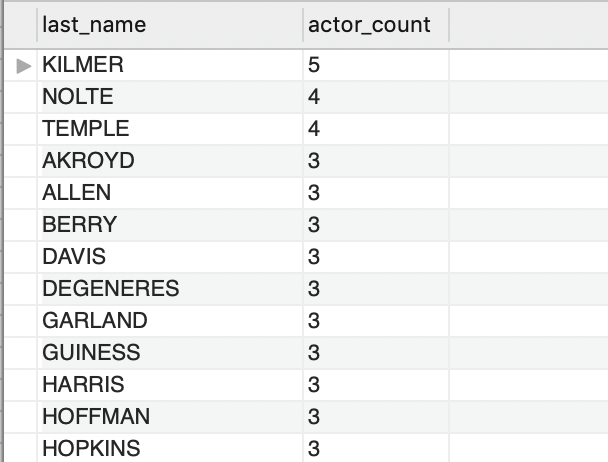 last_name actor_count
KILMER 5
NOLTE 4
TEMPLE 4
AKROYD 3
ALLEN 3
BERRY 3
DAVIS 3
DEGENERES 3
GARLAND 3
GUINESS 3
HARRIS 3
HOFFMAN 3
HOPKINS 3